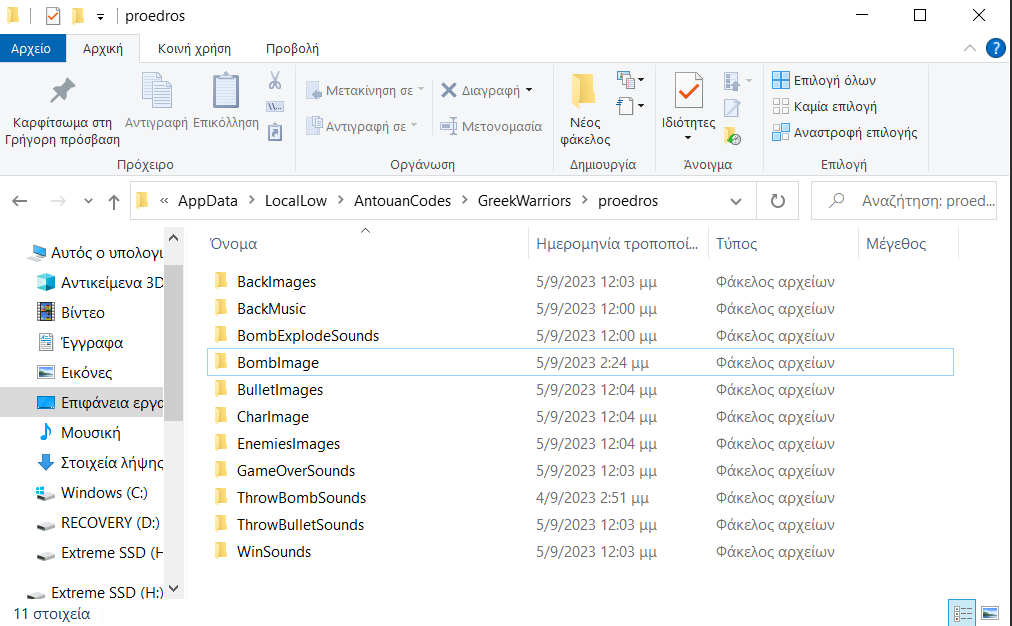 proedros
Αρχείο Αρχική Κοινή χρήση Προβολή
Καρφίτσωμα στη Γρήγορη πρόσβαση
Αντιγραφή
Επικόλληση
Πρόχειρο
Μετακίνηση σε
Αντιγραφή σε
Διαγραφή
Μετονομασία
Οργάνωση
Νέος φάκελος
Δημιουργία
Ιδιότητες
Άνοιγμα
Επιλογή όλων
Καμία επιλογή
Αναστροφή επιλογής
Επιλογή
« AppData > LocalLow > AntouanCodes > GreekWarriors > proedros
Αναζήτηση: proed...
Αυτός ο υπολογι
Αντικείμενα 3D
Βίντεο
Έγγραφα
Εικόνες
Επιφάνεια εργα
Μουσική
Στοιχεία λήψης
Windows (C:)
RECOVERY (D:)
Extreme SSD (H
Extreme SSD (H:)
Όνομα Ημερομηνία τροποποί... Τύπος Μέγεθος
BackImages 5/9/2023 12:03 μμ Φάκελος αρχείων
BackMusic 5/9/2023 12:00 μμ Φάκελος αρχείων
BombExplodeSounds 5/9/2023 12:00 μμ Φάκελος αρχείων
BombImage 5/9/2023 2:24 μμ Φάκελος αρχείων
BulletImages 5/9/2023 12:04 μμ Φάκελος αρχείων
CharImage 5/9/2023 12:04 μμ Φάκελος αρχείων
EnemiesImages 5/9/2023 12:04 μμ Φάκελος αρχείων
GameOverSounds 5/9/2023 12:03 μμ Φάκελος αρχείων
ThrowBombSounds 4/9/2023 2:51 μμ Φάκελος αρχείων
ThrowBulletSounds 5/9/2023 12:03 μμ Φάκελος αρχείων
WinSounds 5/9/2023 12:03 μμ Φάκελος αρχείων
11 στοιχεία